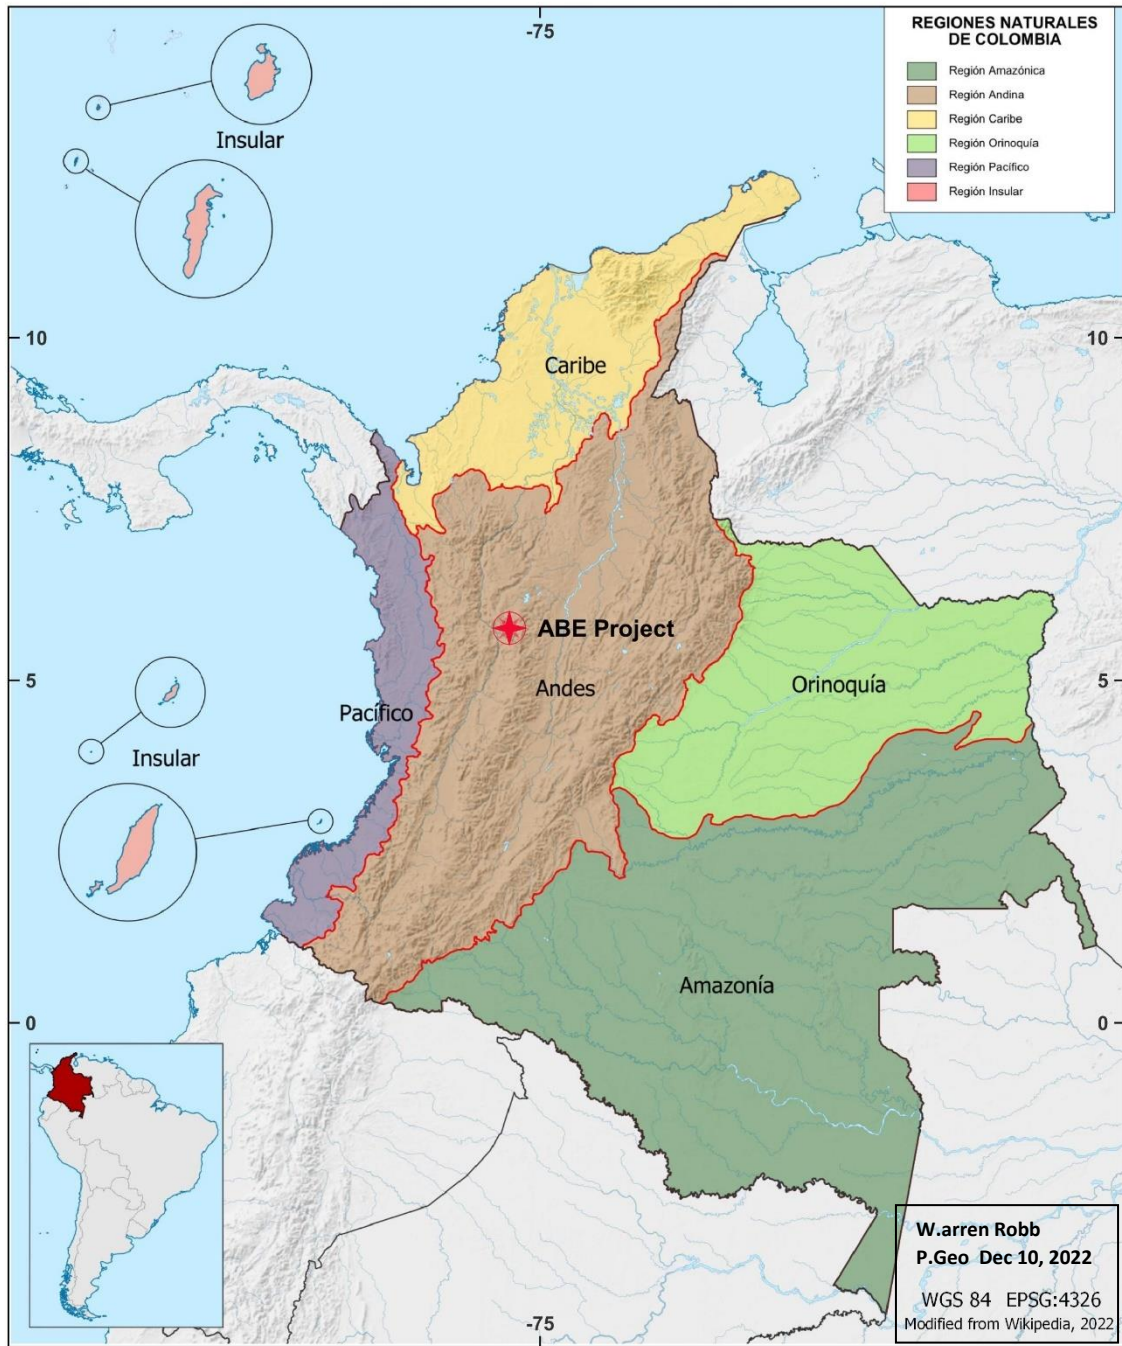 -75
REGIONES NATURALES
DE COLOMBIA
Región Amazónica
Región Andina
Región Caribe
Región Orinoquía
Región Pacífico
Región Insular
Insular
10
10
Caribe
ABE Project
5
5
Andes
Orinoquía
Pacífico
Insular
Amazonía
0
0
W.arren Robb
P.Geo Dec 10, 2022
WGS 84 EPSG:4326
Modified from Wikipedia, 2022
-75